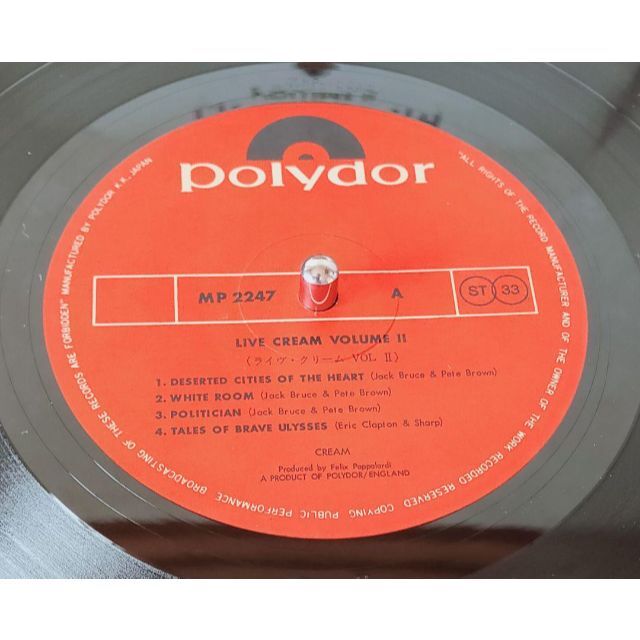 polydor
MP 2247 A ST 33
LIVE CREAM VOLUME II
(ライヴ・クリーム VOL II)
1. DESERTED CITIES OF THE HEART (Jack Bruce & Pete Brown)
2. WHITE ROOM (Jack Bruce & Pete Brown)
3. POLITICIAN (Jack Bruce & Pete Brown)
4. TALES OF BRAVE ULYSSES (Eric Clapton & Sharp)
CREAM
Produced by Felix Pappalardi
A PRODUCT OF POLYDOR/ENGLAND
"ALL RIGHTS OF THE RECORD MANUFACTURER AND OF THE OWNER OF THE WORK RECORDED RESERVED COPYING PUBLIC PERFORMANCE BROADCASTING OF THESE RECORDS ARE FORBIDDEN" MANUFACTURED BY POLYDOR K.K., JAPAN